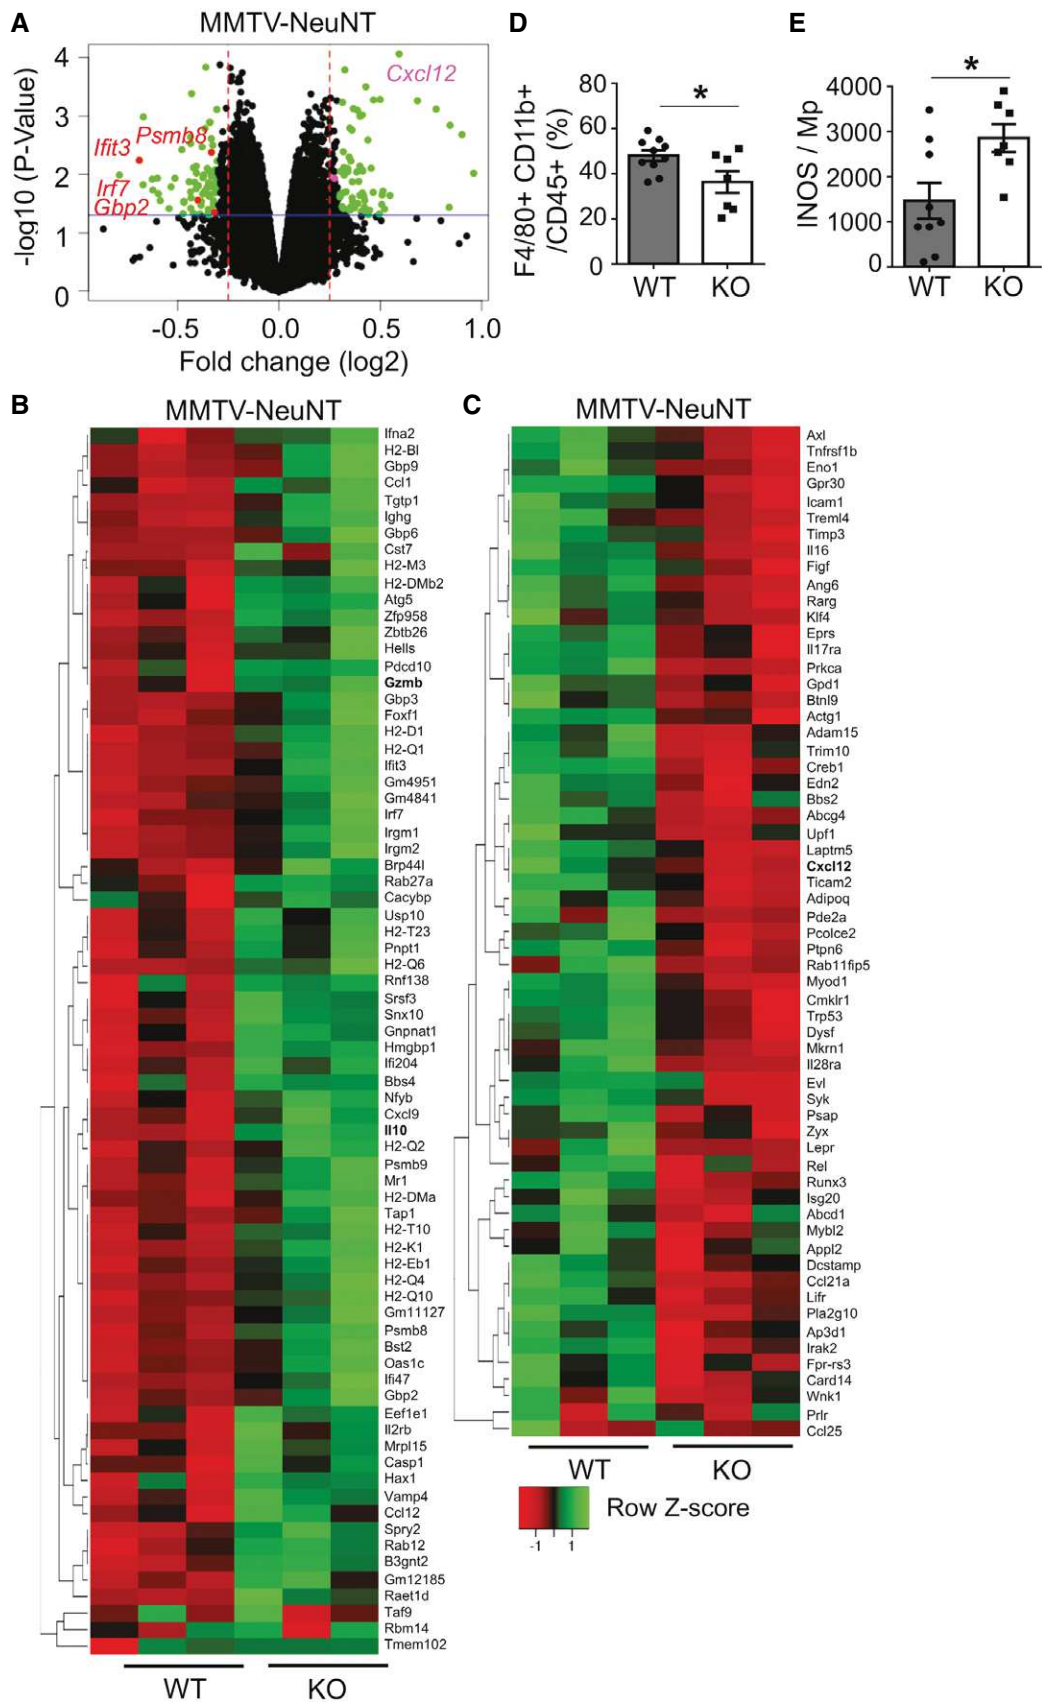 A
MMTV-NeuNT
-log10 (P-Value)
4
3
2
1
0
Cxcl12
Psmb8
Ifit3
Irf7
Gbp2
-0.5
0.0
0.5
1.0
Fold change (log2)
D
F4/80+ CD11b+
/CD45+ (%)
80
60
40
20
0
*
WT
KO
E
INOS / Mp
4000
3000
2000
1000
0
*
WT
KO
B
MMTV-NeuNT
Ifna2
H2-Bl
Gbp9
Ccl1
Tgtp1
Ighg
Gbp6
Cst7
H2-M3
H2-DMb2
Atg5
Zfp958
Zbtb26
Hells
Pdcd10
Gzmb
Gbp3
Foxf1
H2-D1
H2-Q1
Ifit3
Gm4951
Gm4841
Irf7
Irgm1
Irgm2
Brp44l
Rab27a
Cacybp
Usp10
H2-T23
Pnpt1
H2-Q6
Rnf138
Srsf3
Snx10
Gnpnat1
Hmgbp1
Ifi204
Bbs4
Nfyb
Cxcl9
Il10
H2-Q2
Psmb9
Mr1
H2-DMa
Tap1
H2-T10
H2-K1
H2-Eb1
H2-Q4
H2-Q10
Gm11127
Psmb8
Bst2
Oas1c
Ifi47
Gbp2
Eef1e1
Il2rb
Mrpl15
Casp1
Hax1
Vamp4
Ccl12
Spry2
Rab12
B3gnt2
Gm12185
Raet1d
Taf9
Rbm14
Tmem102
WT
KO
C
MMTV-NeuNT
Axl
Tnfrsf1b
Eno1
Gpr30
Icam1
Treml4
Timp3
Il16
Figf
Ang6
Rarg
Klf4
Eprs
Il17ra
Prkca
Gpd1
Btnl9
Actg1
Adam15
Trim10
Creb1
Edn2
Bbs2
Abcg4
Upf1
Laptm5
Cxcl12
Ticam2
Adipoq
Pde2a
Pcolce2
Ptpn6
Rab11fip5
Myod1
Cmklr1
Trp53
Dysf
Mkrn1
Il28ra
Evl
Syk
Psap
Zyx
Lepr
Rel
Runx3
Isg20
Abcd1
Mybl2
Appl2
Dcstamp
Ccl21a
Lifr
Pla2g10
Ap3d1
Irak2
Fpr-rs3
Card14
Wnk1
Prlr
Ccl25
WT
KO
Row Z-score
-1
1